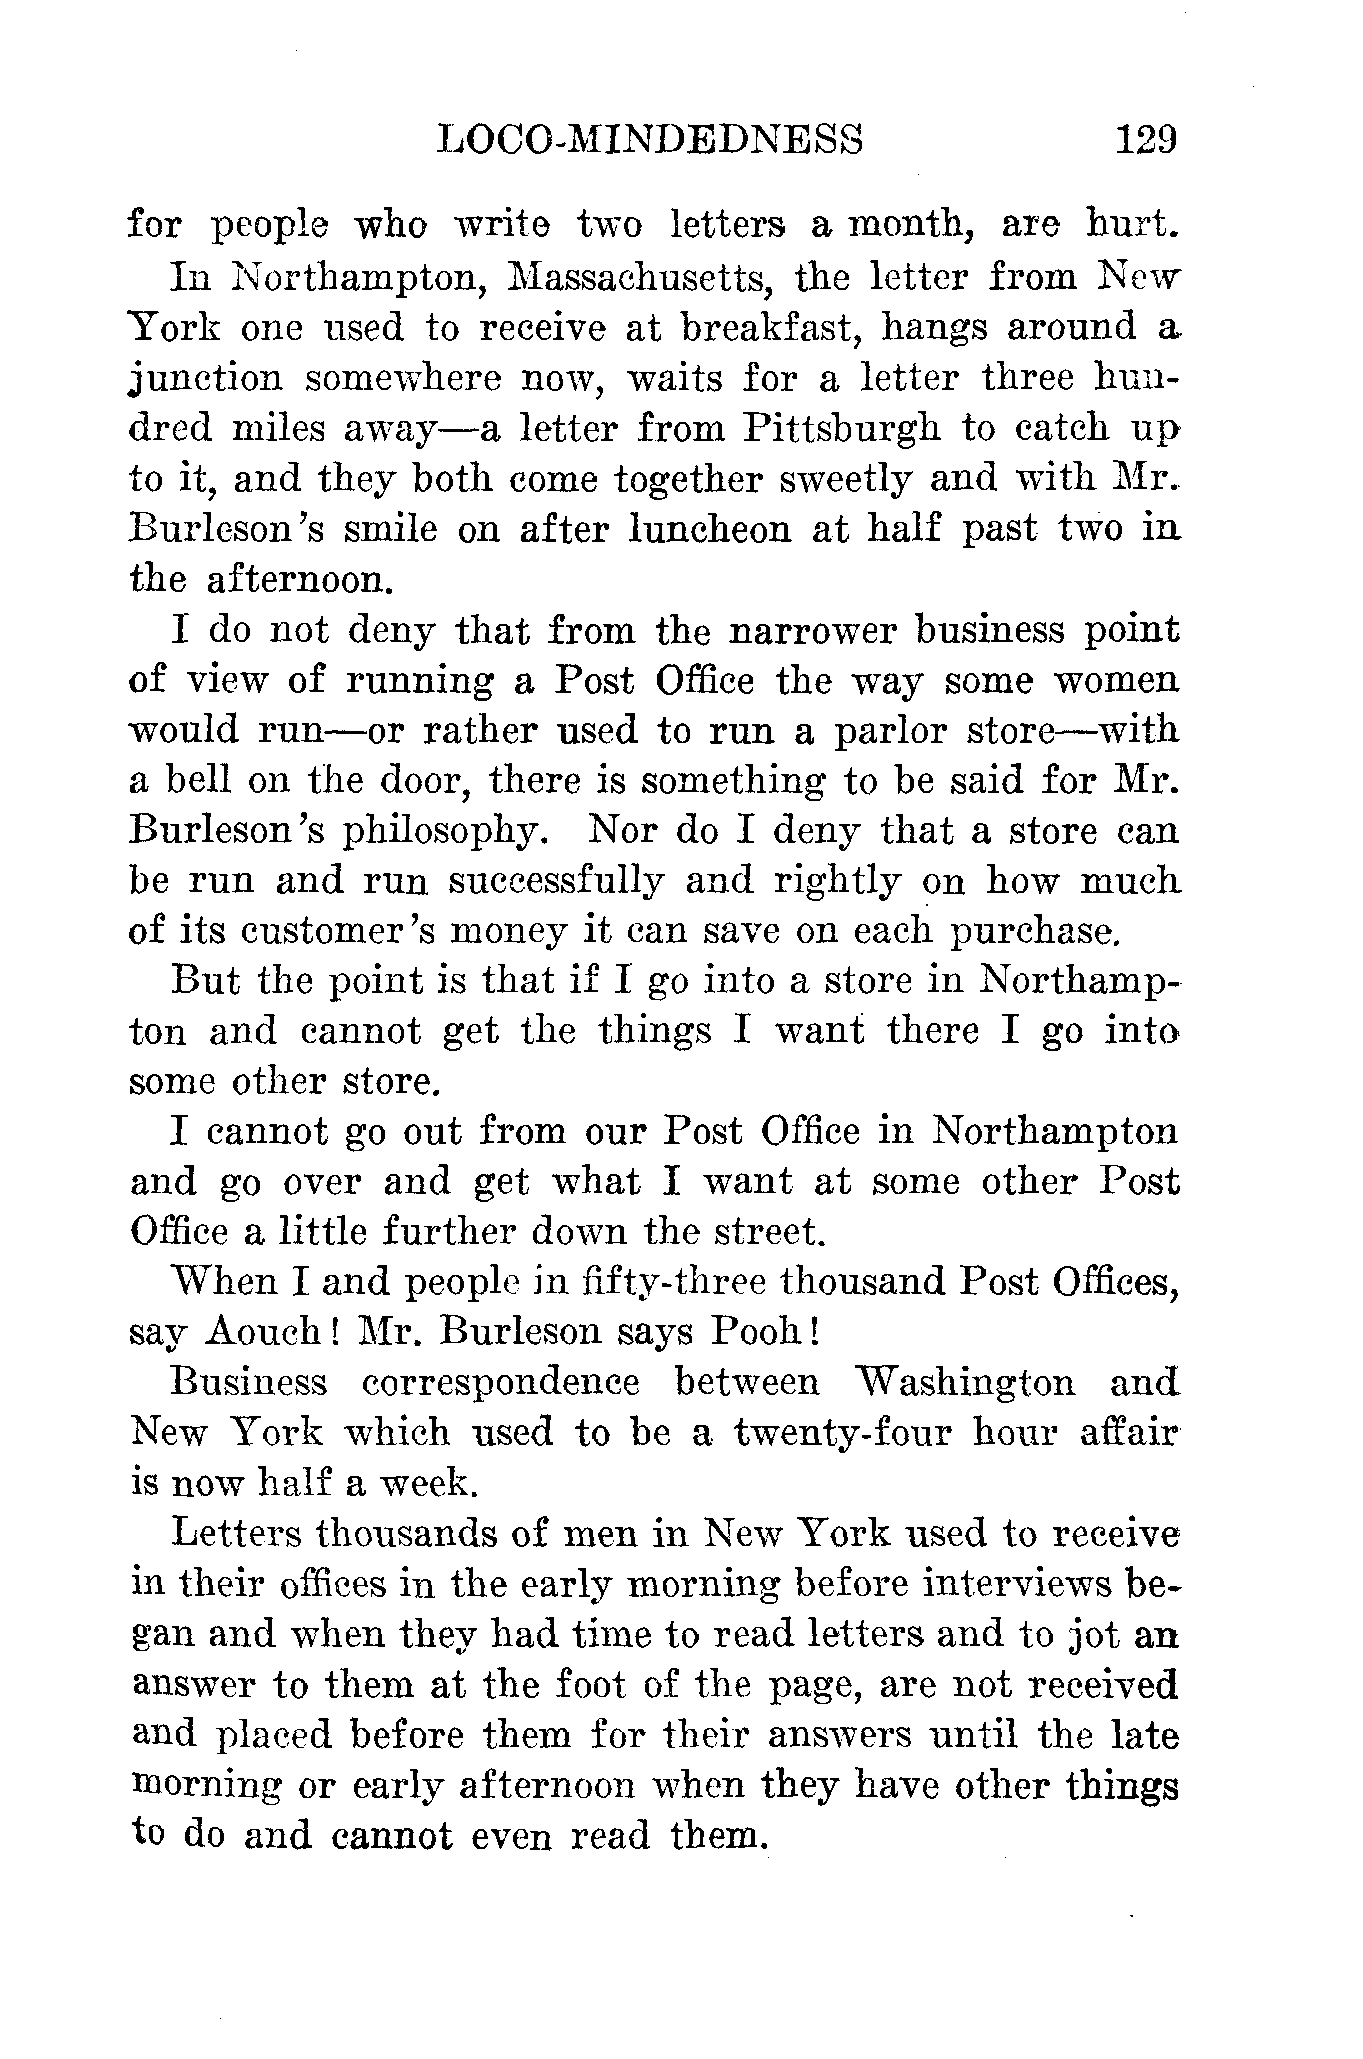 LOCO-MINDEDNESS 129
for people who write two letters a month, are hurt.
In Northampton, Massachusetts, the letter from New
York one used to receive at breakfast, hangs around a
junction somewhere now, waits for a letter three hun-
dred miles away—a letter from Pittsburgh to catch up
to it, and they both come together sweetly and with Mr.
Burleson's smile on after luncheon at half past two in
the afternoon.
I do not deny that from the narrower business point
of view of running a Post Office the way some women
would run—or rather used to run a parlor store—with
a bell on the door, there is something to be said for Mr.
Burleson's philosophy. Nor do I deny that a store can
be run and run successfully and rightly on how much
of its customer's money it can save on each purchase.
But the point is that if I go into a store in Northamp-
ton and cannot get the things I want there I go into
some other store.
I cannot go out from our Post Office in Northampton
and go over and get what I want at some other Post
Office a little further down the street.
When I and people in fifty-three thousand Post Offices,
say Aouch! Mr. Burleson says Pooh!
Business correspondence between Washington and
New York which used to be a twenty-four hour affair
is now half a week.
Letters thousands of men in New York used to receive
in their offices in the early morning before interviews be-
gan and when they had time to read letters and to jot an
answer to them at the foot of the page, are not received
and placed before them for their answers until the late
morning or early afternoon when they have other things
to do and cannot even read them.